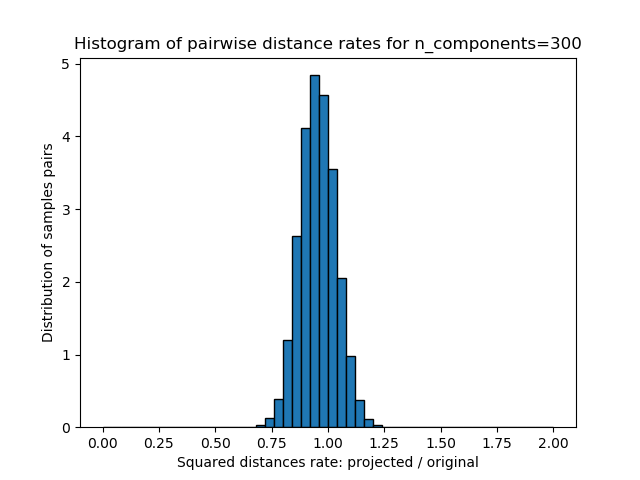 Histogram of pairwise distance rates for n_components=300
Distribution of samples pairs
5
4
3
2
1
0
0.00 0.25 0.50 0.75 1.00 1.25 1.50 1.75 2.00
Squared distances rate: projected / original